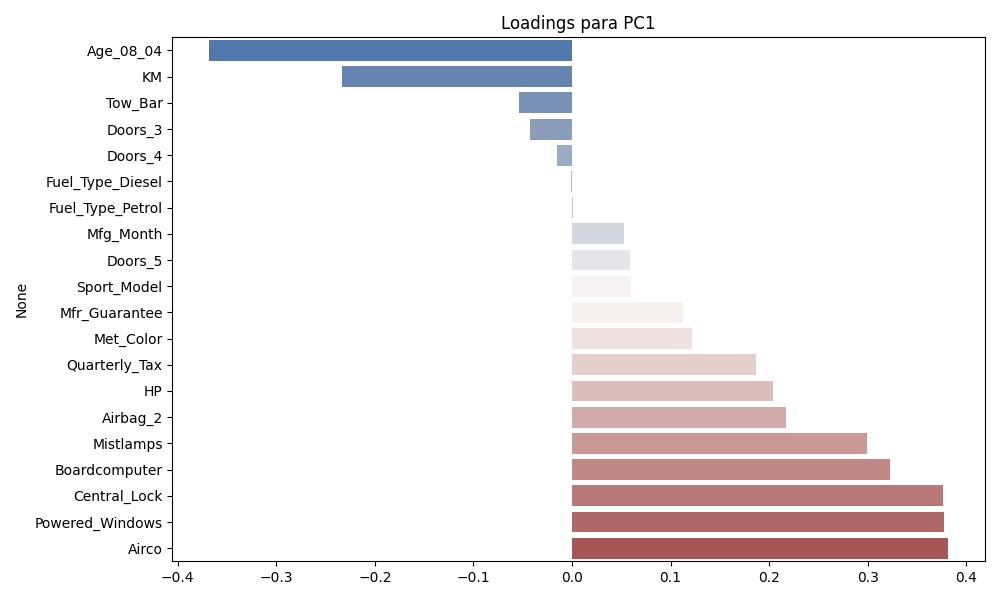 Loadings para PC1
Age_08_04
KM
Tow_Bar
Doors_3
Doors_4
Fuel_Type_Diesel
Fuel_Type_Petrol
Mfg_Month
Doors_5
Sport_Model
Mfr_Guarantee
Met_Color
Quarterly_Tax
HP
Airbag_2
Mistlamps
Boardcomputer
Central_Lock
Powered_Windows
Airco
None
−0.4 −0.3 −0.2 −0.1 0.0 0.1 0.2 0.3 0.4